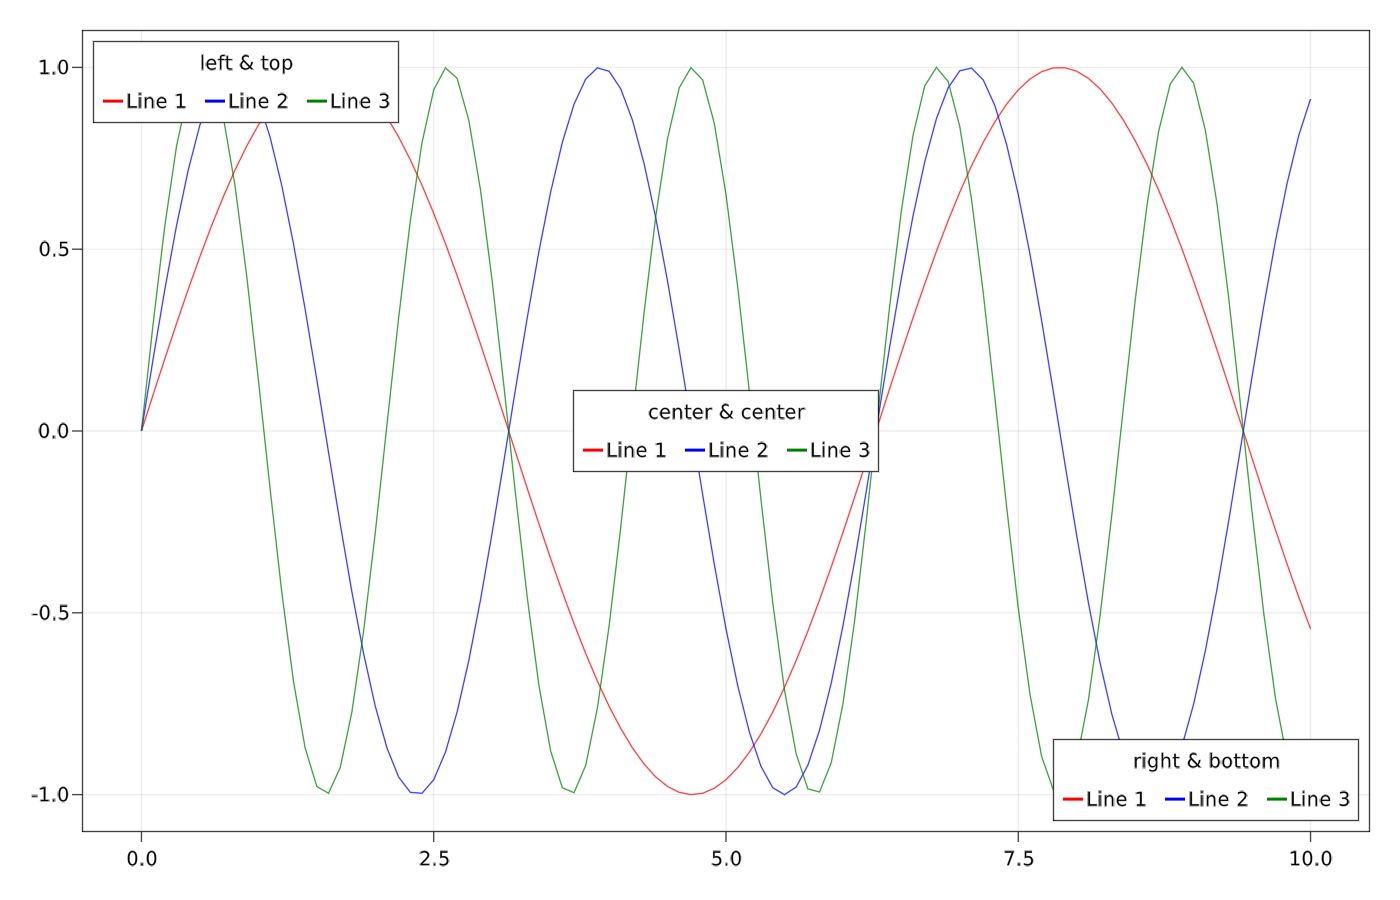 left & top
Line 1 Line 2 Line 3
1.0
0.5
center & center
Line 1 Line 2 Line 3
0.0
-0.5
right & bottom
Line 1 Line 2 Line 3
-1.0
0.0 2.5 5.0 7.5 10.0